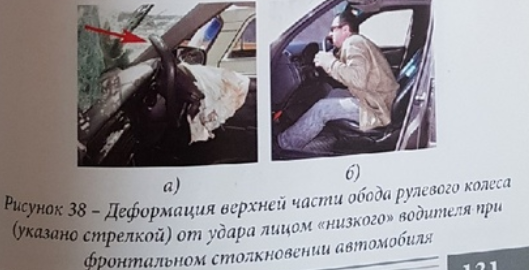 а) б)
Рисунок 38 – Деформация верхней части обода рулевого колеса
(указано стрелкой) от удара лицом «низкого» водителя при
фронтальном столкновении автомобиля